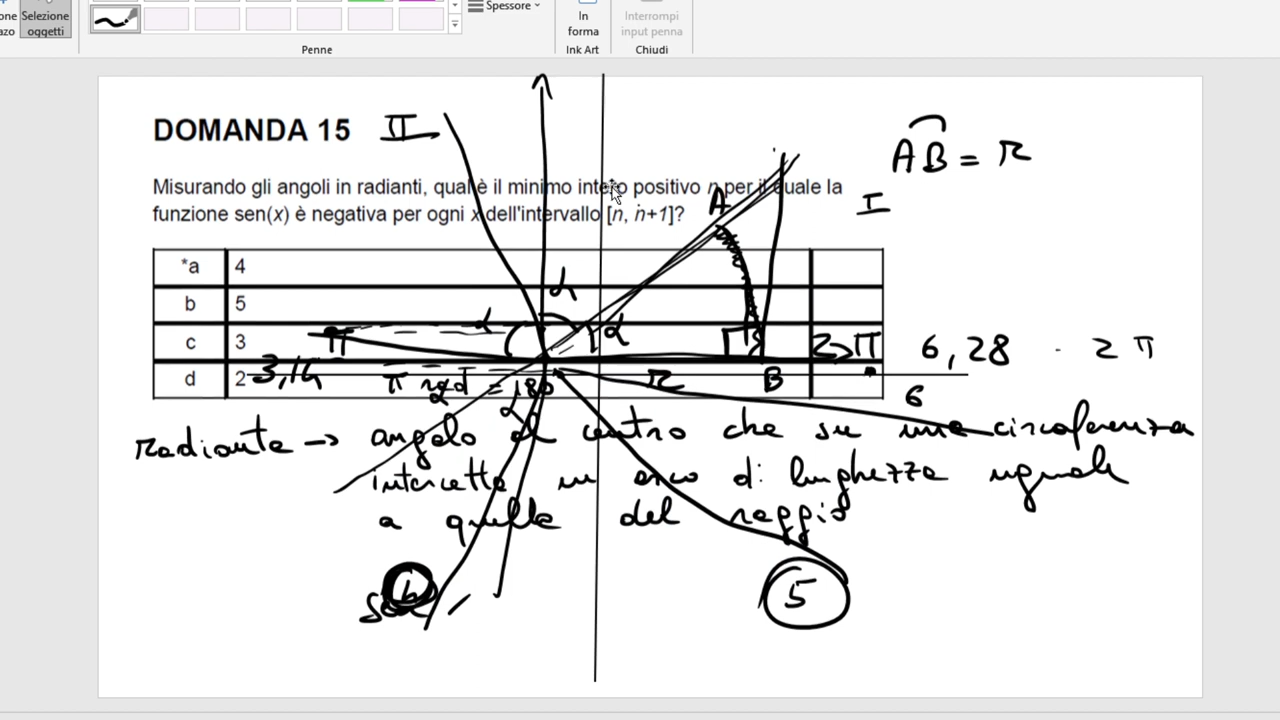 one Selezione
azo oggetti
Penne
Spessore
In
forma
Ink Art
Interrompi
input penna
Chiudi
DOMANDA 15 II
AB = r
I
Misurando gli angoli in radianti, qual è il minimo intero positivo n per il quale la
funzione sen(x) è negativa per ogni x dell'intervallo [n, n+1]?
A
*a 4
b 5
α
c 3
π
α
α
2π
6,28 2π
d 2
3,14
π rad = 180
α
r
B
6
radiante → angolo al centro che su una circonferenza
intercetta un arco di lunghezza uguale
a quella del raggio
5